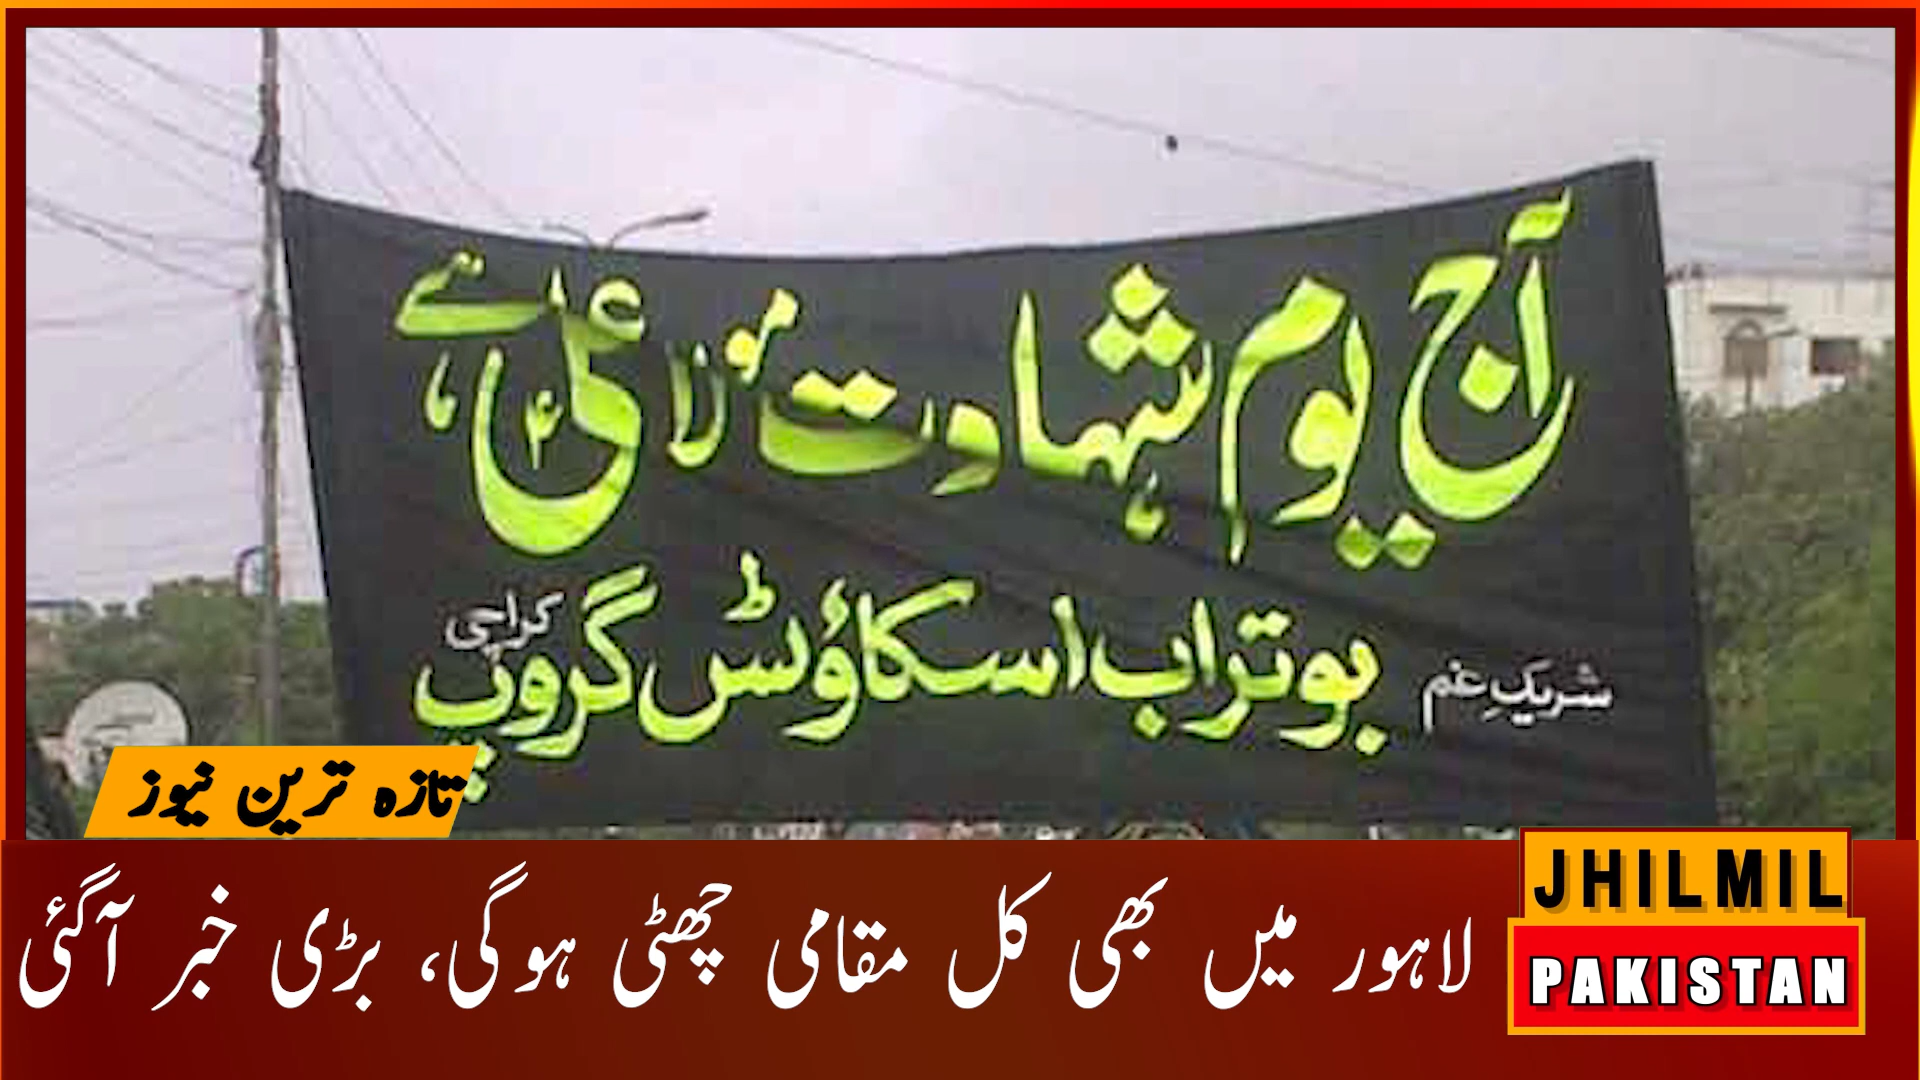 آج یوم شہادت مولا علیؑ ہے
شریکِ غم بوتراب اسکاؤٹس گروپ کراچی
تازہ ترین نیوز
لاہور میں بھی کل مقامی چھٹی ہوگی، بڑی خبر آگئی
JHILMIL
PAKISTAN